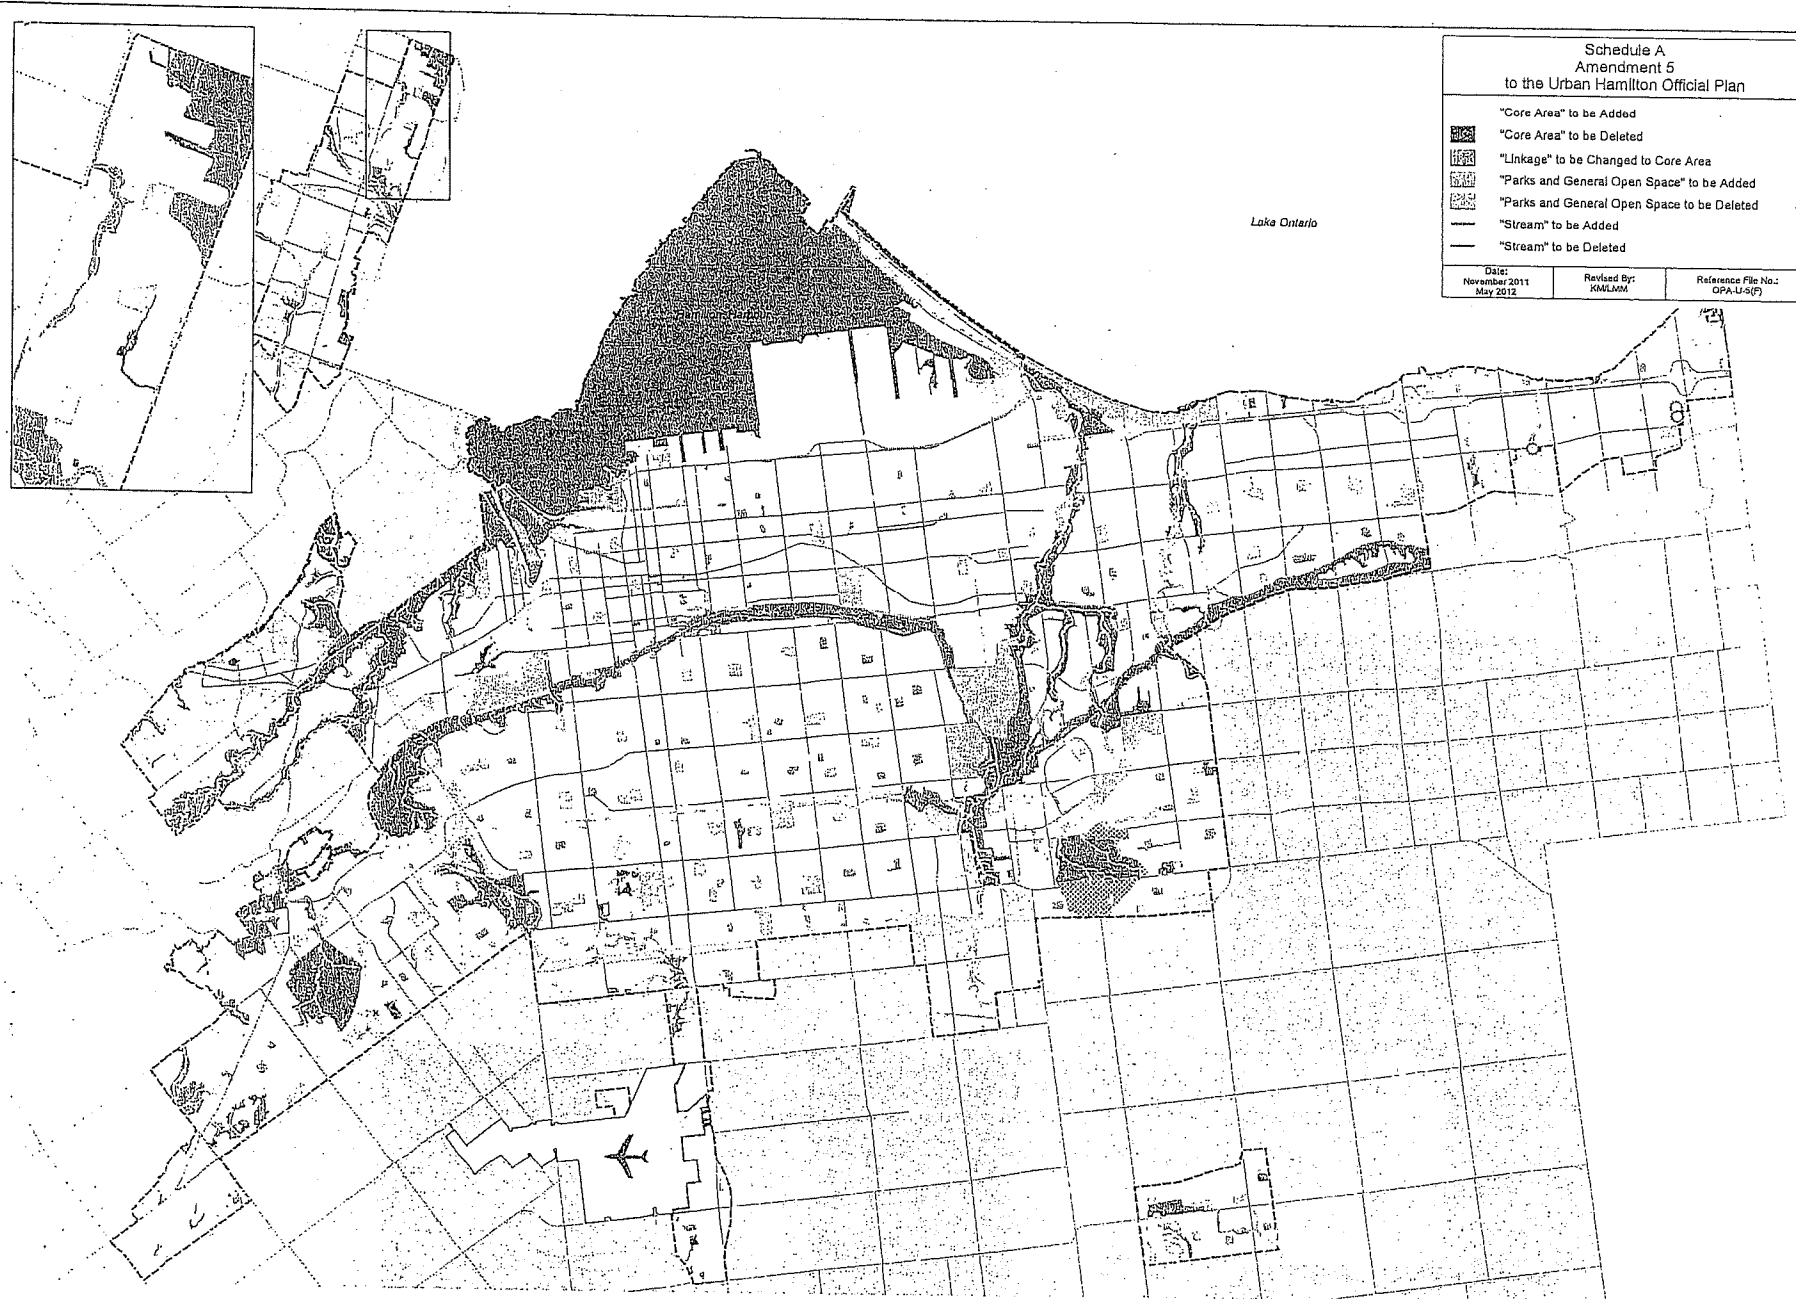 Schedule A
Amendment 5
to the Urban Hamilton Official Plan
"Core Area" to be Added
"Core Area" to be Deleted
"Linkage" to be Changed to Core Area
"Parks and General Open Space" to be Added
"Parks and General Open Space to be Deleted
"Stream" to be Added
"Stream" to be Deleted
Date:
November 2011
May 2012
Revised By:
KM/LMM
Reference File No.:
OPA-U-5(F)
Lake Ontario